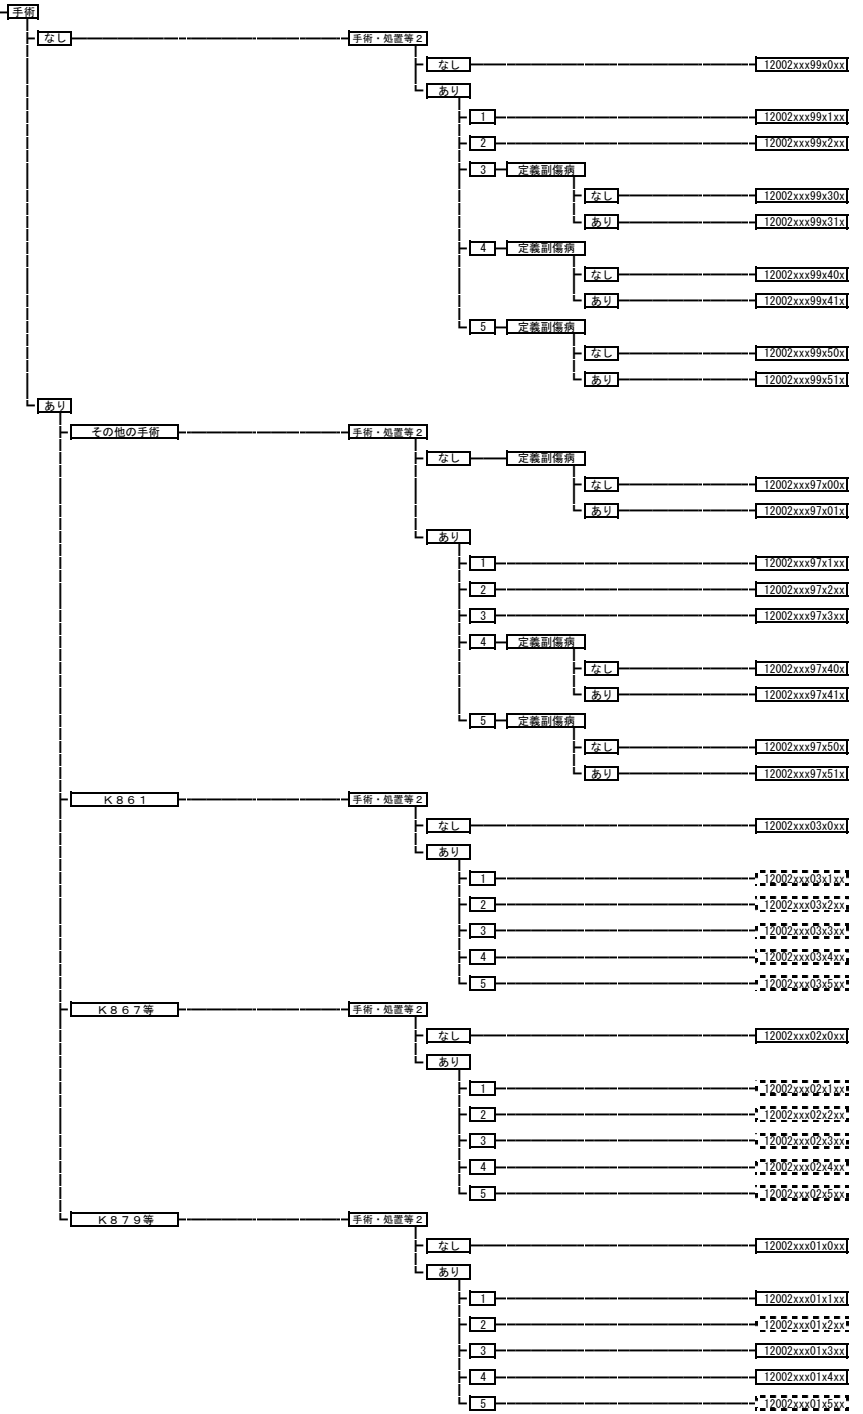 手術
なし 手術・処置等２
なし 12002xxx99x0xx
あり
1 12002xxx99x1xx
2 12002xxx99x2xx
3 定義副傷病
なし 12002xxx99x30x
あり 12002xxx99x31x
4 定義副傷病
なし 12002xxx99x40x
あり 12002xxx99x41x
5 定義副傷病
なし 12002xxx99x50x
あり 12002xxx99x51x
あり
その他の手術 手術・処置等２
なし 定義副傷病
なし 12002xxx97x00x
あり 12002xxx97x01x
あり
1 12002xxx97x1xx
2 12002xxx97x2xx
3 12002xxx97x3xx
4 定義副傷病
なし 12002xxx97x40x
あり 12002xxx97x41x
5 定義副傷病
なし 12002xxx97x50x
あり 12002xxx97x51x
Ｋ８６１ 手術・処置等２
なし 12002xxx03x0xx
あり
1 12002xxx03x1xx
2 12002xxx03x2xx
3 12002xxx03x3xx
4 12002xxx03x4xx
5 12002xxx03x5xx
Ｋ８６７等 手術・処置等２
なし 12002xxx02x0xx
あり
1 12002xxx02x1xx
2 12002xxx02x2xx
3 12002xxx02x3xx
4 12002xxx02x4xx
5 12002xxx02x5xx
Ｋ８７９等 手術・処置等２
なし 12002xxx01x0xx
あり
1 12002xxx01x1xx
2 12002xxx01x2xx
3 12002xxx01x3xx
4 12002xxx01x4xx
5 12002xxx01x5xx